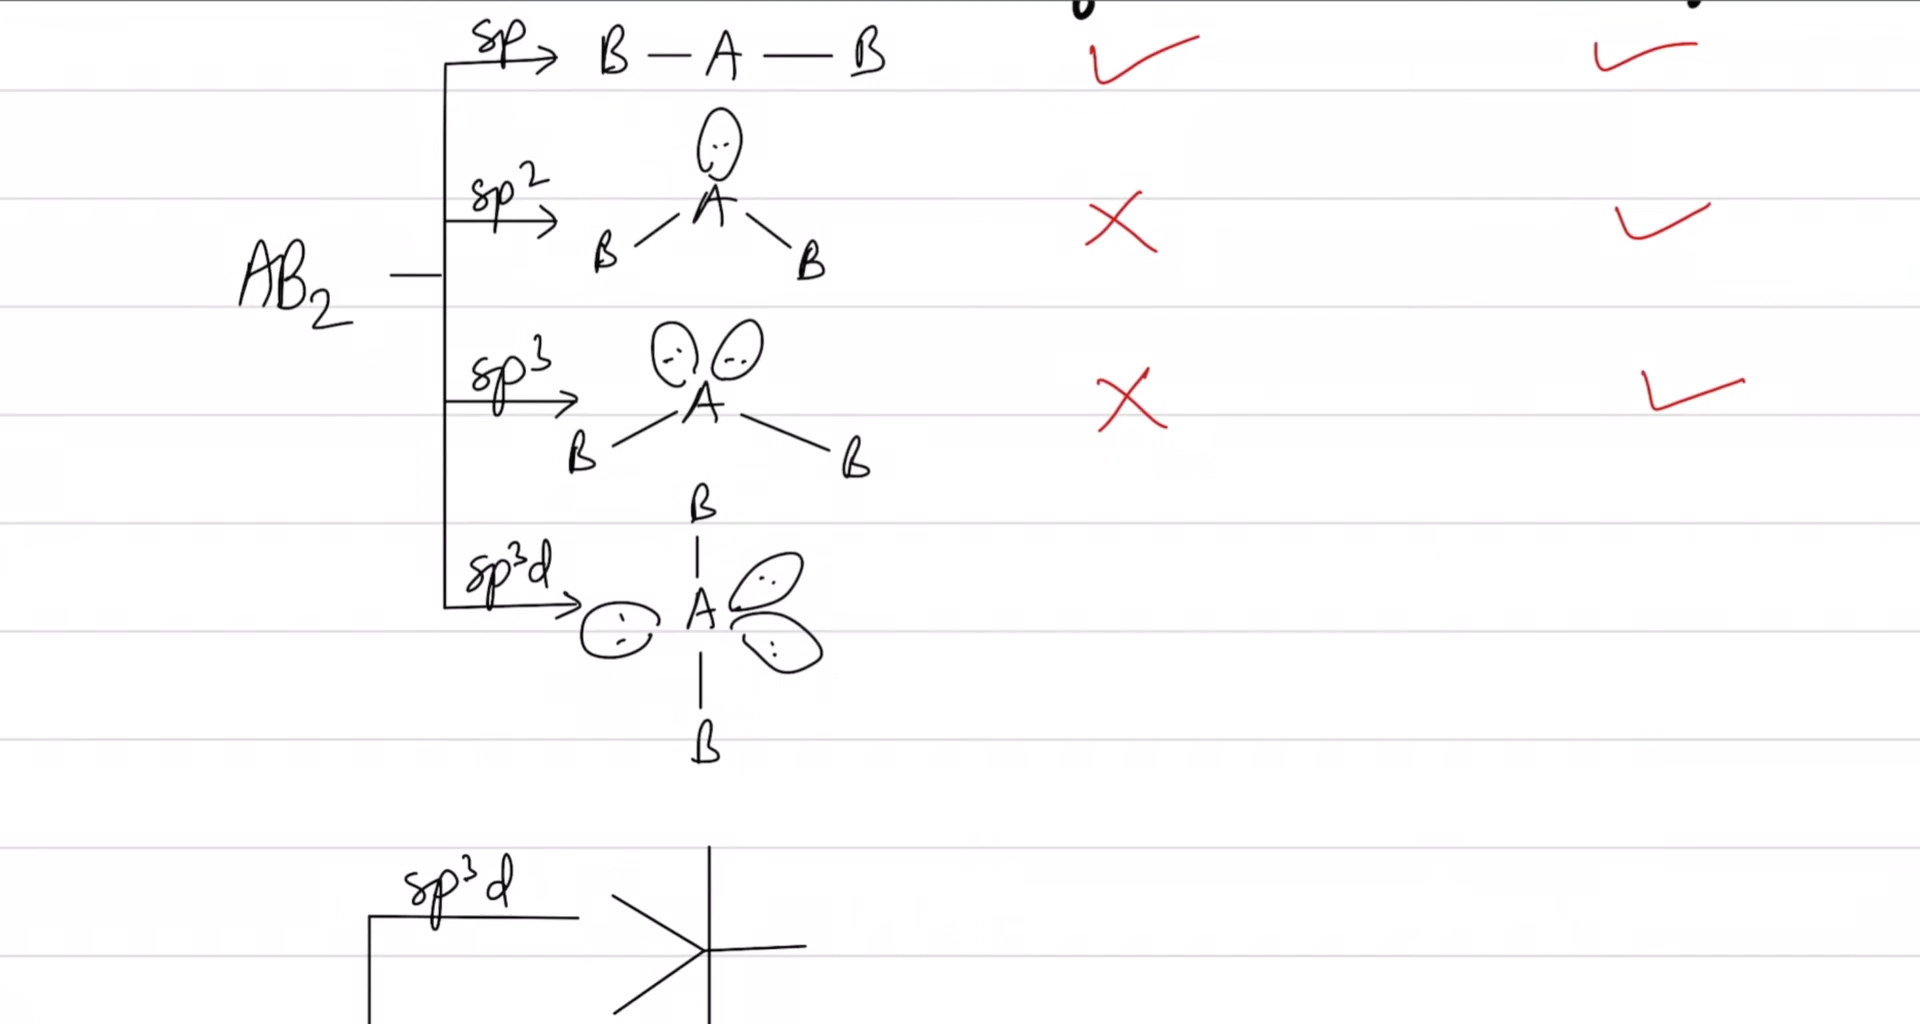 sp B — A — B ✓ ✓
sp² A B B ✗ ✓
AB₂
sp³ A B B ✗ ✓
B
sp³d A
B
sp³d